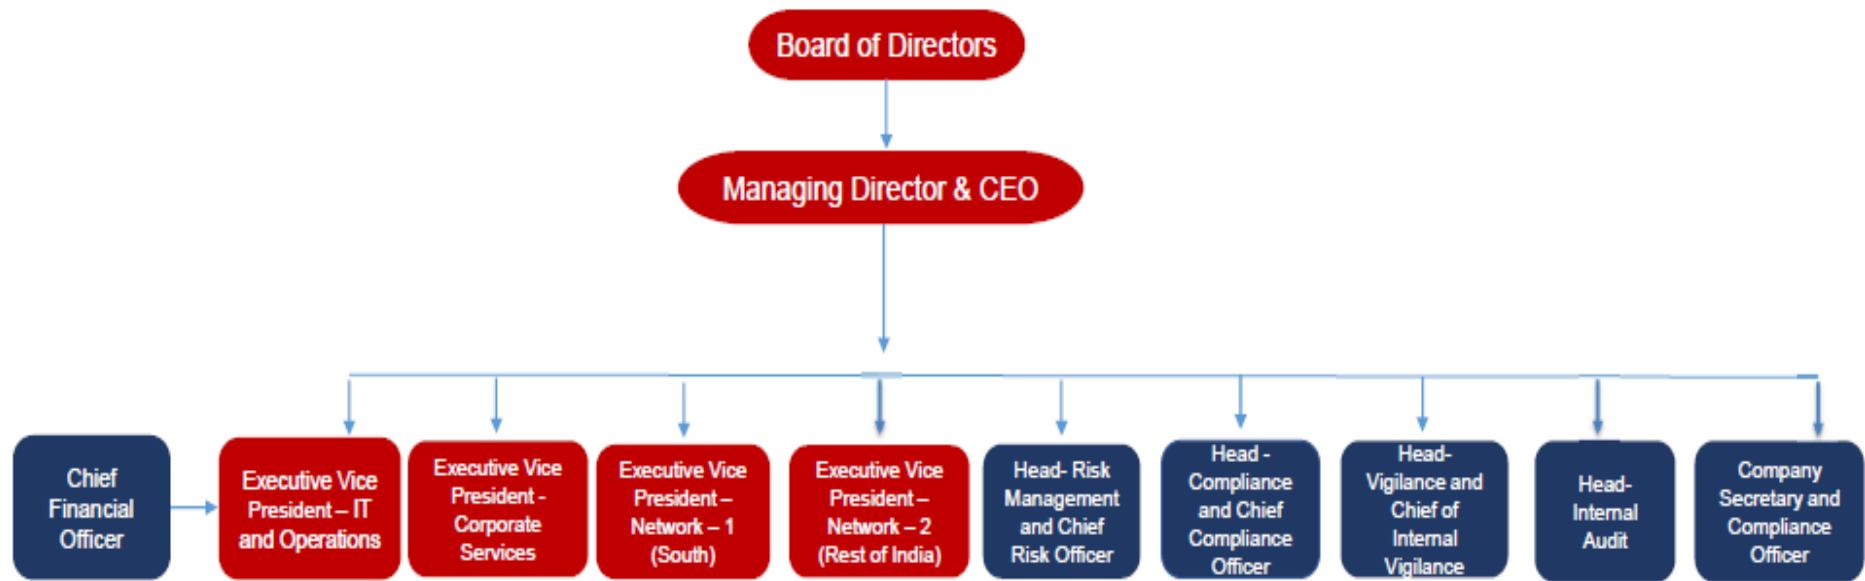 Board of Directors
Managing Director & CEO
Chief
Financial
Officer
Executive Vice
President – IT
and Operations
Executive Vice
President -
Corporate
Services
Executive Vice
President –
Network – 1
(South)
Executive Vice
President –
Network – 2
(Rest of India)
Head- Risk
Management
and Chief
Risk Officer
Head -
Compliance
and Chief
Compliance
Officer
Head-
Vigilance and
Chief of
Internal
Vigilance
Head-
Internal
Audit
Company
Secretary and
Compliance
Officer